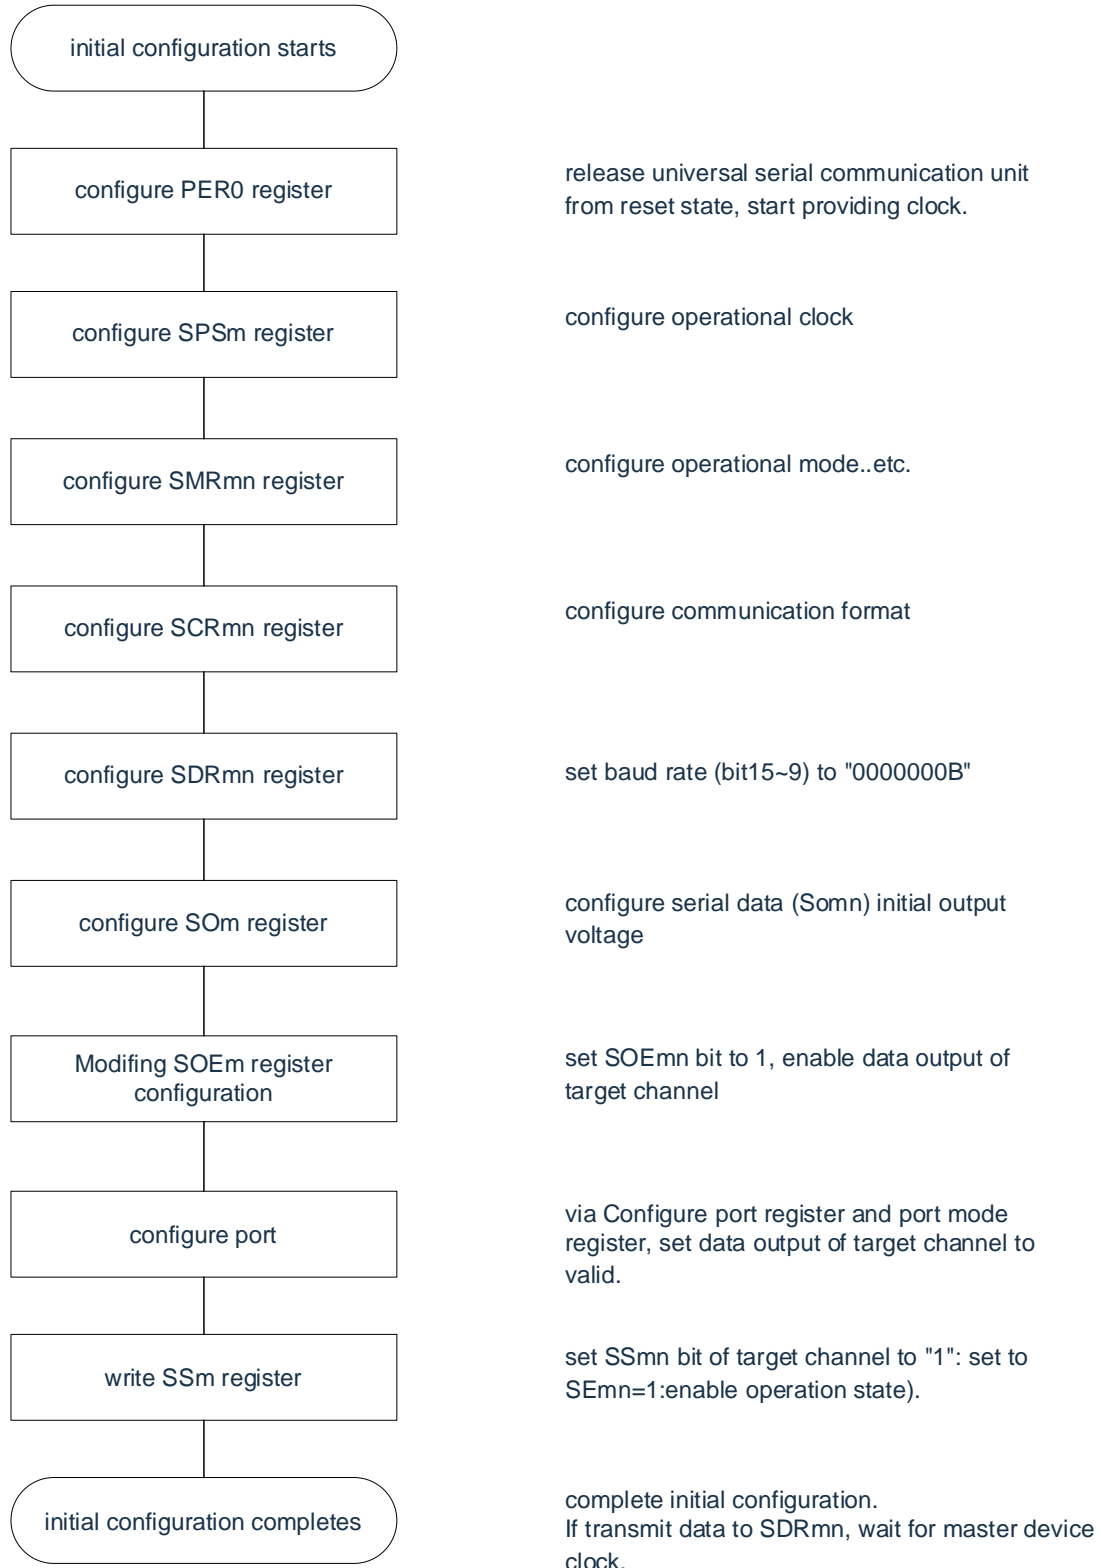 initial configuration starts
configure PER0 register
release universal serial communication unit
from reset state, start providing clock.
configure SPSm register
configure operational clock
configure SMRmn register
configure operational mode..etc.
configure SCRmn register
configure communication format
configure SDRmn register
set baud rate (bit15~9) to "0000000B"
configure SOm register
configure serial data (Somn) initial output
voltage
Modifing SOEm register
configuration
set SOEmn bit to 1, enable data output of
target channel
configure port
via Configure port register and port mode
register, set data output of target channel to
valid.
write SSm register
set SSmn bit of target channel to "1": set to
SEmn=1:enable operation state).
initial configuration completes
complete initial configuration.
If transmit data to SDRmn, wait for master device
clock.